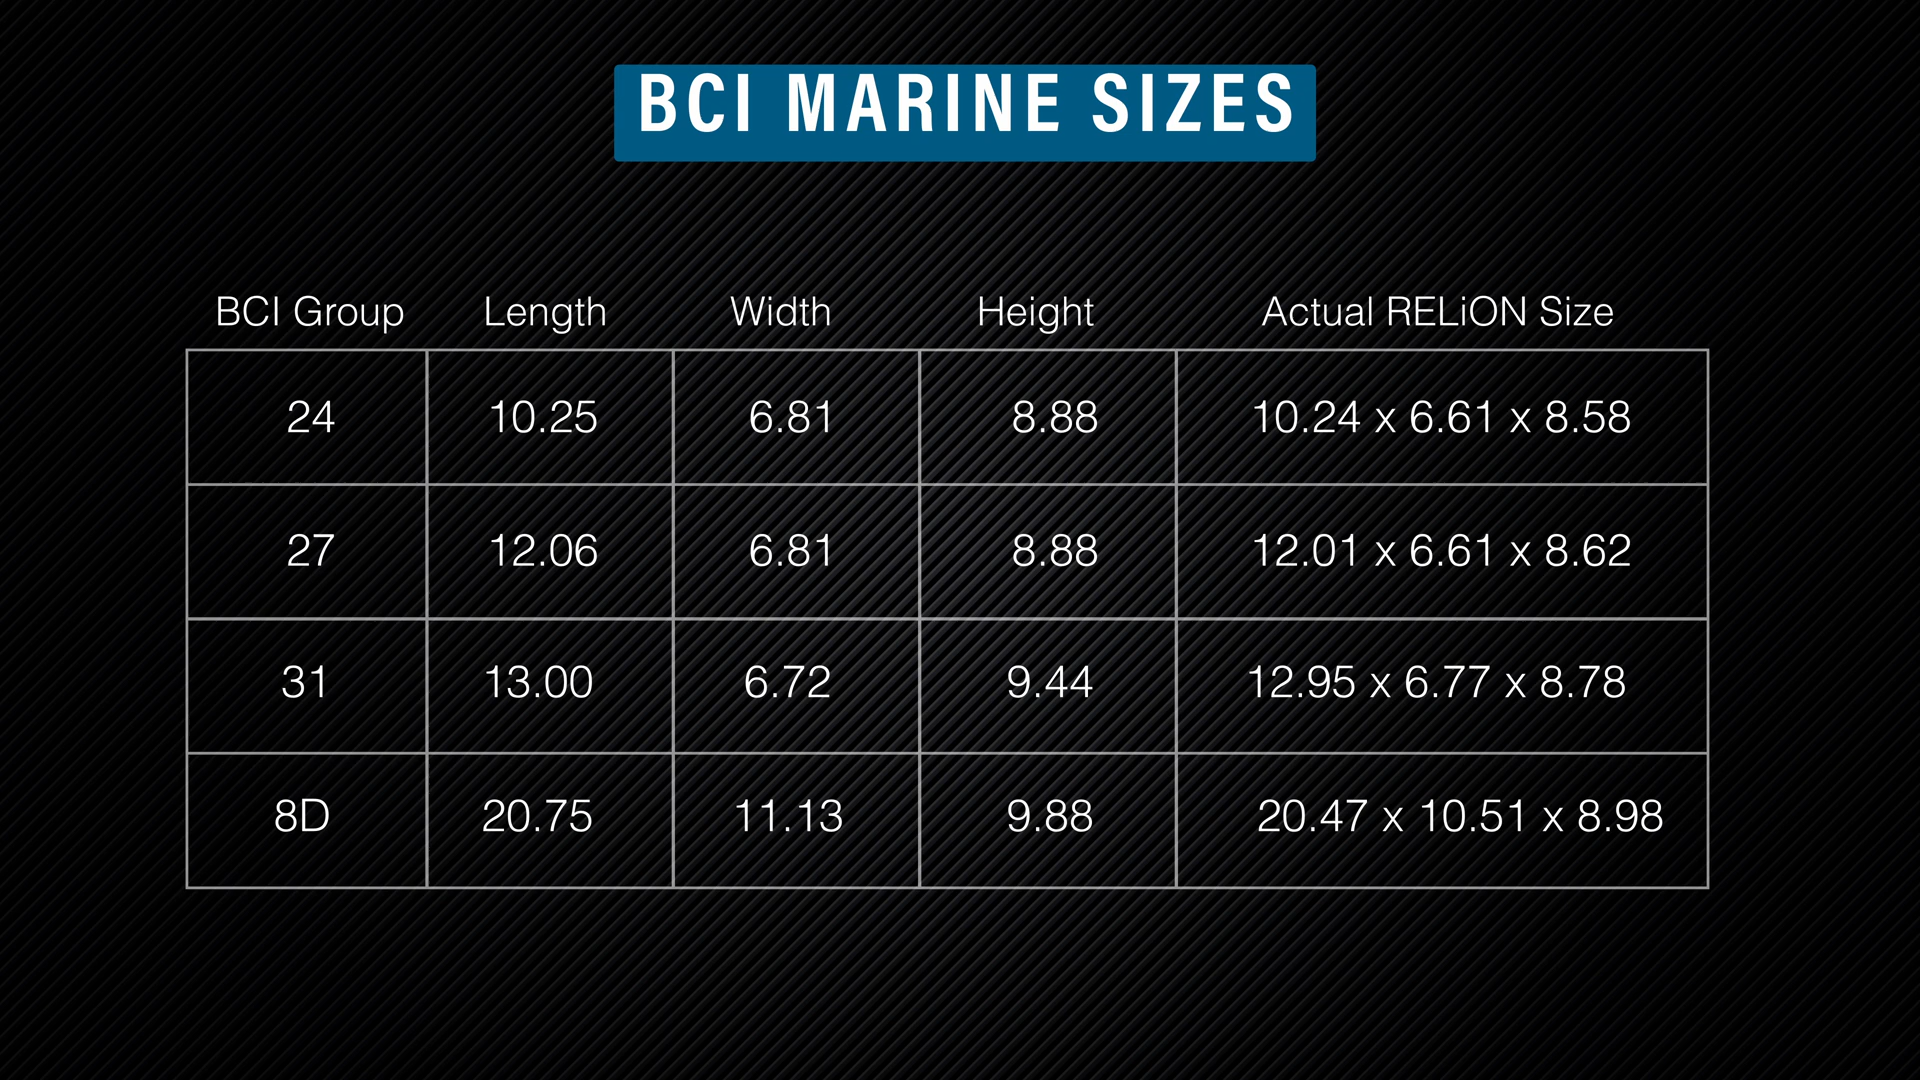 BCI MARINE SIZES
BCI Group Length Width Height Actual RELiON Size
24 10.25 6.81 8.88 10.24 x 6.61 x 8.58
27 12.06 6.81 8.88 12.01 x 6.61 x 8.62
31 13.00 6.72 9.44 12.95 x 6.77 x 8.78
8D 20.75 11.13 9.88 20.47 x 10.51 x 8.98